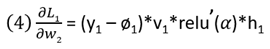 (4) ∂L₁/∂w₂ = (y₁ – ø₁)*v₁*relu'(α)*h₁